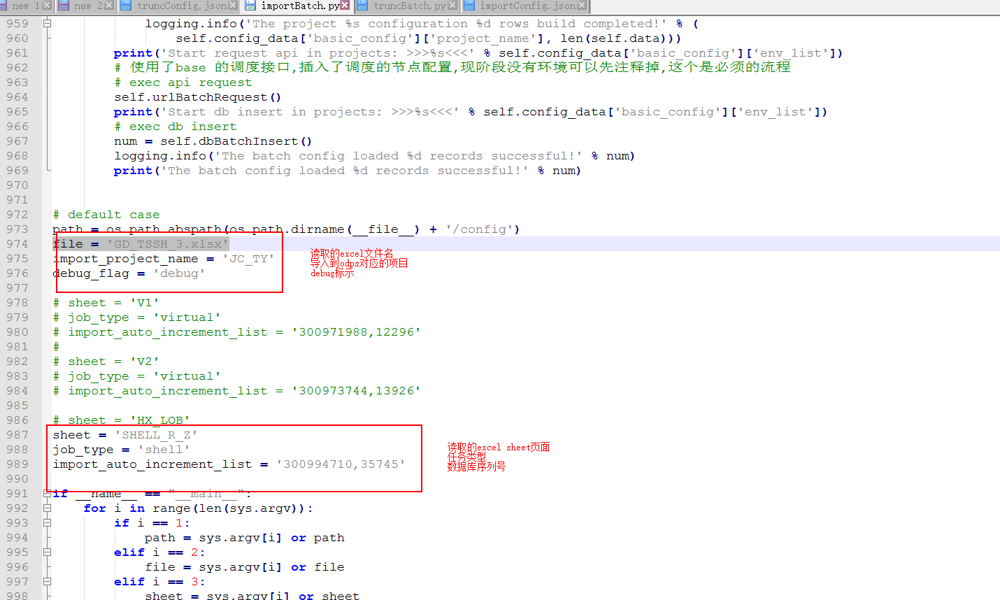 new 1 new 2 truncConfig.json importBatch.py truncBatch.py importConfig.json
959 logging.info('The project %s configuration %d rows build completed!' % (
960 self.config_data['basic_config']['project_name'], len(self.data)))
961 print('Start request api in projects: >>>%s<<<' % self.config_data['basic_config']['env_list'])
962 # 使用了base 的调度接口,插入了调度的节点配置,现阶段没有环境可以先注释掉,这个是必须的流程
963 # exec api request
964 self.urlBatchRequest()
965 print('Start db insert in projects: >>>%s<<<' % self.config_data['basic_config']['env_list'])
966 # exec db insert
967 num = self.dbBatchInsert()
968 logging.info('The batch config loaded %d records successful!' % num)
969 print('The batch config loaded %d records successful!' % num)
970
971
972 # default case
973 path = os.path.abspath(os.path.dirname(__file__) + '/config')
974 file = 'GD_TSSH_3.xlsx'
读取的excel文件名
975 import_project_name = 'JC_TY'
导入到odps对应的项目
976 debug_flag = 'debug'
debug标示
977
978 # sheet = 'V1'
979 # job_type = 'virtual'
980 # import_auto_increment_list = '300971988,12296'
981 #
982 # sheet = 'V2'
983 # job_type = 'virtual'
984 # import_auto_increment_list = '300973744,13926'
985
986 # sheet = 'HX_LOB'
987 sheet = 'SHELL_R_Z'
读取的excel sheet页面
988 job_type = 'shell'
任务类型
989 import_auto_increment_list = '300994710,35745'
数据库序列号
990
991 if __name__ == "__main__":
992 for i in range(len(sys.argv)):
993 if i == 1:
994 path = sys.argv[i] or path
995 elif i == 2:
996 file = sys.argv[i] or file
997 elif i == 3:
998 sheet = sys.argv[i] or sheet